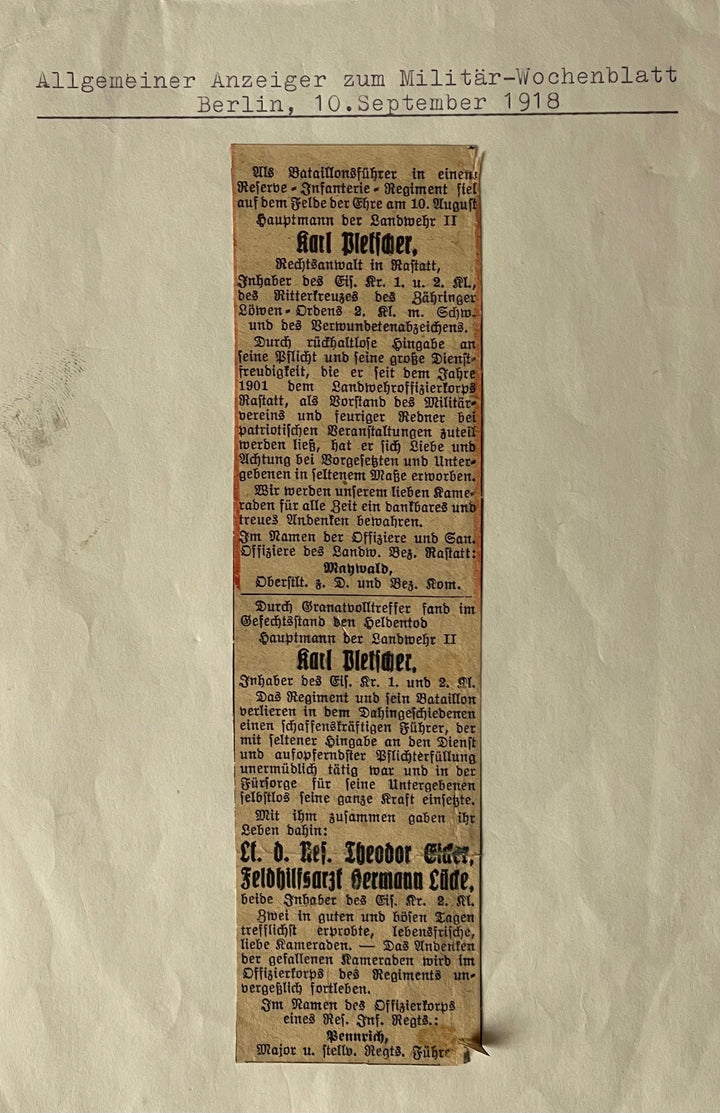 Allgemeiner Anzeiger zum Militär-Wochenblatt
Berlin, 10.September 1918
Als Bataillonsführer in einem
Reserve-Infanterie-Regiment fiel
auf dem Felde der Ehre am 10. August
Hauptmann der Landwehr II
Karl Pletscher,
Rechtsanwalt in Rastatt,
Inhaber des Eis. Kr. 1. u. 2. Kl.,
des Ritterkreuzes des Zähringer
Löwen-Ordens 2. Kl. m. Schw.
und des Verwundetenabzeichens.
Durch rückhaltlose Hingabe an
seine Pflicht und seine große Dienst-
freudigkeit, die er seit dem Jahre
1901 dem Landwehroffizierkorps
Rastatt, als Vorstand des Militär-
vereins und feuriger Redner bei
patriotischen Veranstaltungen zuteil
werden ließ, hat er sich Liebe und
Achtung bei Vorgesetzten und Unter-
gebenen in seltenem Maße erworben.
Wir werden unserem lieben Kame-
raden für alle Zeit ein dankbares und
treues Andenken bewahren.
Im Namen der Offiziere und San.
Offiziere des Landw. Bez. Rastatt:
Maywald,
Oberstlt. z. D. und Bez. Kom.
Durch Granatvolltreffer fand im
Gefechtsstand den Heldentod
Hauptmann der Landwehr II
Karl Pletscher,
Inhaber des Eis. Kr. 1. und 2. Kl.
Das Regiment und sein Bataillon
verlieren in dem Dahingeschiedenen
einen schaffenskräftigen Führer, der
mit seltener Hingabe an den Dienst
und aufopferndster Pflichterfüllung
unermüdlich tätig war und in der
Fürsorge für seine Untergebenen
selbstlos seine ganze Kraft einsetzte.
Mit ihm zusammen gaben ihr
Leben dahin:
Lt. d. Res. Theodor
Feldhilfsarzt Hermann Lücke,
beide Inhaber des Eis. Kr. 2. Kl.
Zwei in guten und bösen Tagen
trefflichst erprobte, lebensfrische,
liebe Kameraden. — Das Andenken
der gefallenen Kameraden wird im
Offizierkorps des Regiments un-
vergeßlich fortleben.
Im Namen des Offizierkorps
eines Res. Inf. Regts.:
Pennrich,
Major u. stellv. Regts. Führe